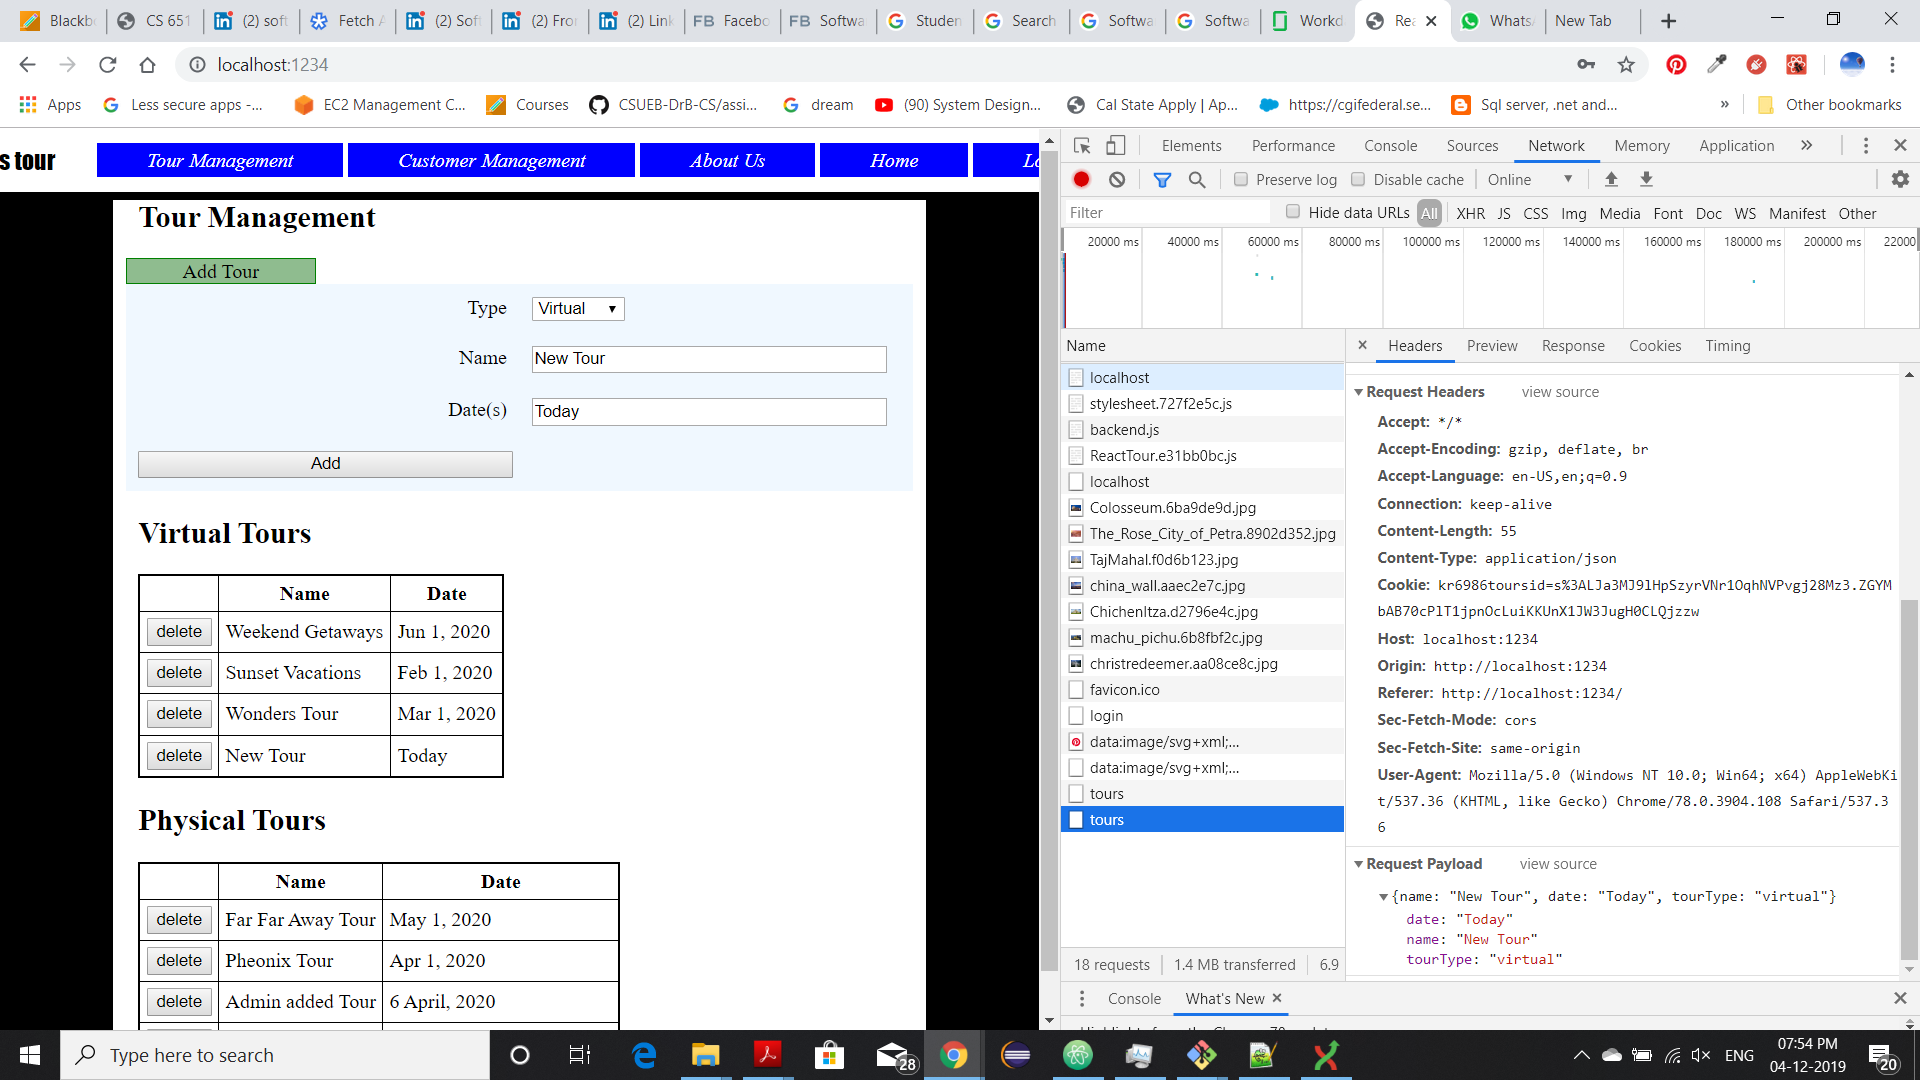 Blackb
CS 651
(2) soft
Fetch A
(2) Sof
(2) Fro
(2) Link
FB Facebo
FB Softwa
Studen
Search
Softwa
Softwa
Workd
Rea
Whats
New Tab
localhost:1234
Apps
Less secure apps -...
EC2 Management C...
Courses
CSUEB-DrB-CS/assi...
dream
(90) System Design...
Cal State Apply | Ap...
https://cgifederal.se...
Sql server, .net and...
»
Other bookmarks
s tour
Tour Management
Customer Management
About Us
Home
Tour Management
Add Tour
Type Virtual
Name New Tour
Date(s) Today
Add
Virtual Tours
Name Date
delete Weekend Getaways Jun 1, 2020
delete Sunset Vacations Feb 1, 2020
delete Wonders Tour Mar 1, 2020
delete New Tour Today
Physical Tours
Name Date
delete Far Far Away Tour May 1, 2020
delete Pheonix Tour Apr 1, 2020
delete Admin added Tour 6 April, 2020
Elements Performance Console Sources Network Memory Application »
Preserve log Disable cache Online
Filter Hide data URLs All XHR JS CSS Img Media Font Doc WS Manifest Other
20000 ms 40000 ms 60000 ms 80000 ms 100000 ms 120000 ms 140000 ms 160000 ms 180000 ms 200000 ms 22000
Name
localhost
stylesheet.727f2e5c.js
backend.js
ReactTour.e31bb0bc.js
localhost
Colosseum.6ba9de9d.jpg
The_Rose_City_of_Petra.8902d352.jpg
TajMahal.f0d6b123.jpg
china_wall.aaec2e7c.jpg
ChichenItza.d2796e4c.jpg
machu_pichu.6b8fbf2c.jpg
christredeemer.aa08ce8c.jpg
favicon.ico
login
data:image/svg+xml;...
data:image/svg+xml;...
tours
tours
18 requests 1.4 MB transferred 6.9
× Headers Preview Response Cookies Timing
Request Headers view source
Accept: */*
Accept-Encoding: gzip, deflate, br
Accept-Language: en-US,en;q=0.9
Connection: keep-alive
Content-Length: 55
Content-Type: application/json
Cookie: kr6986toursid=s%3ALJa3MJ9lHpSzyrVNr1OqhNVPvgj28Mz3.ZGYM
bAB70cPlT1jpnOcLuiKKUnX1JW3JugH0CLQjzzw
Host: localhost:1234
Origin: http://localhost:1234
Referer: http://localhost:1234/
Sec-Fetch-Mode: cors
Sec-Fetch-Site: same-origin
User-Agent: Mozilla/5.0 (Windows NT 10.0; Win64; x64) AppleWebKi
t/537.36 (KHTML, like Gecko) Chrome/78.0.3904.108 Safari/537.3
6
Request Payload view source
{name: "New Tour", date: "Today", tourType: "virtual"}
date: "Today"
name: "New Tour"
tourType: "virtual"
Console What's New ×
Type here to search
28
ENG
07:54 PM
04-12-2019
20